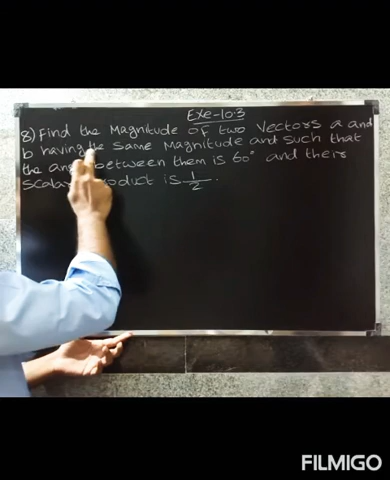 Exe-10.3
8) Find the Magnitude of two Vectors a and
b having the same Magnitude and such that
the angle between them is 60° and their
scalar product is 1/2.
FILMIGO